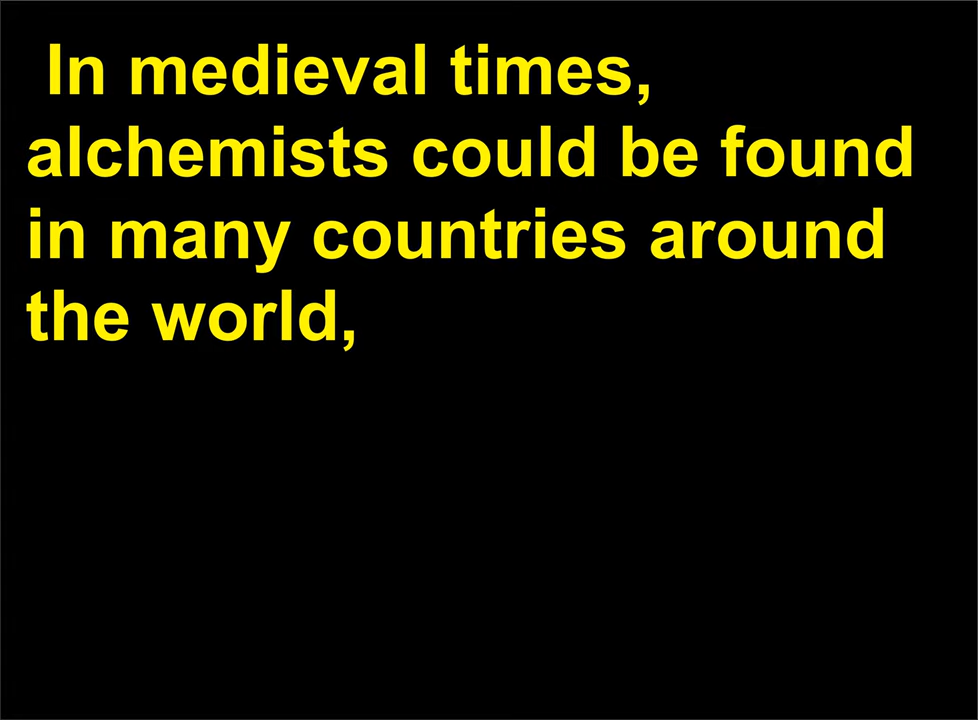 In medieval times,
alchemists could be found
in many countries around
the world,